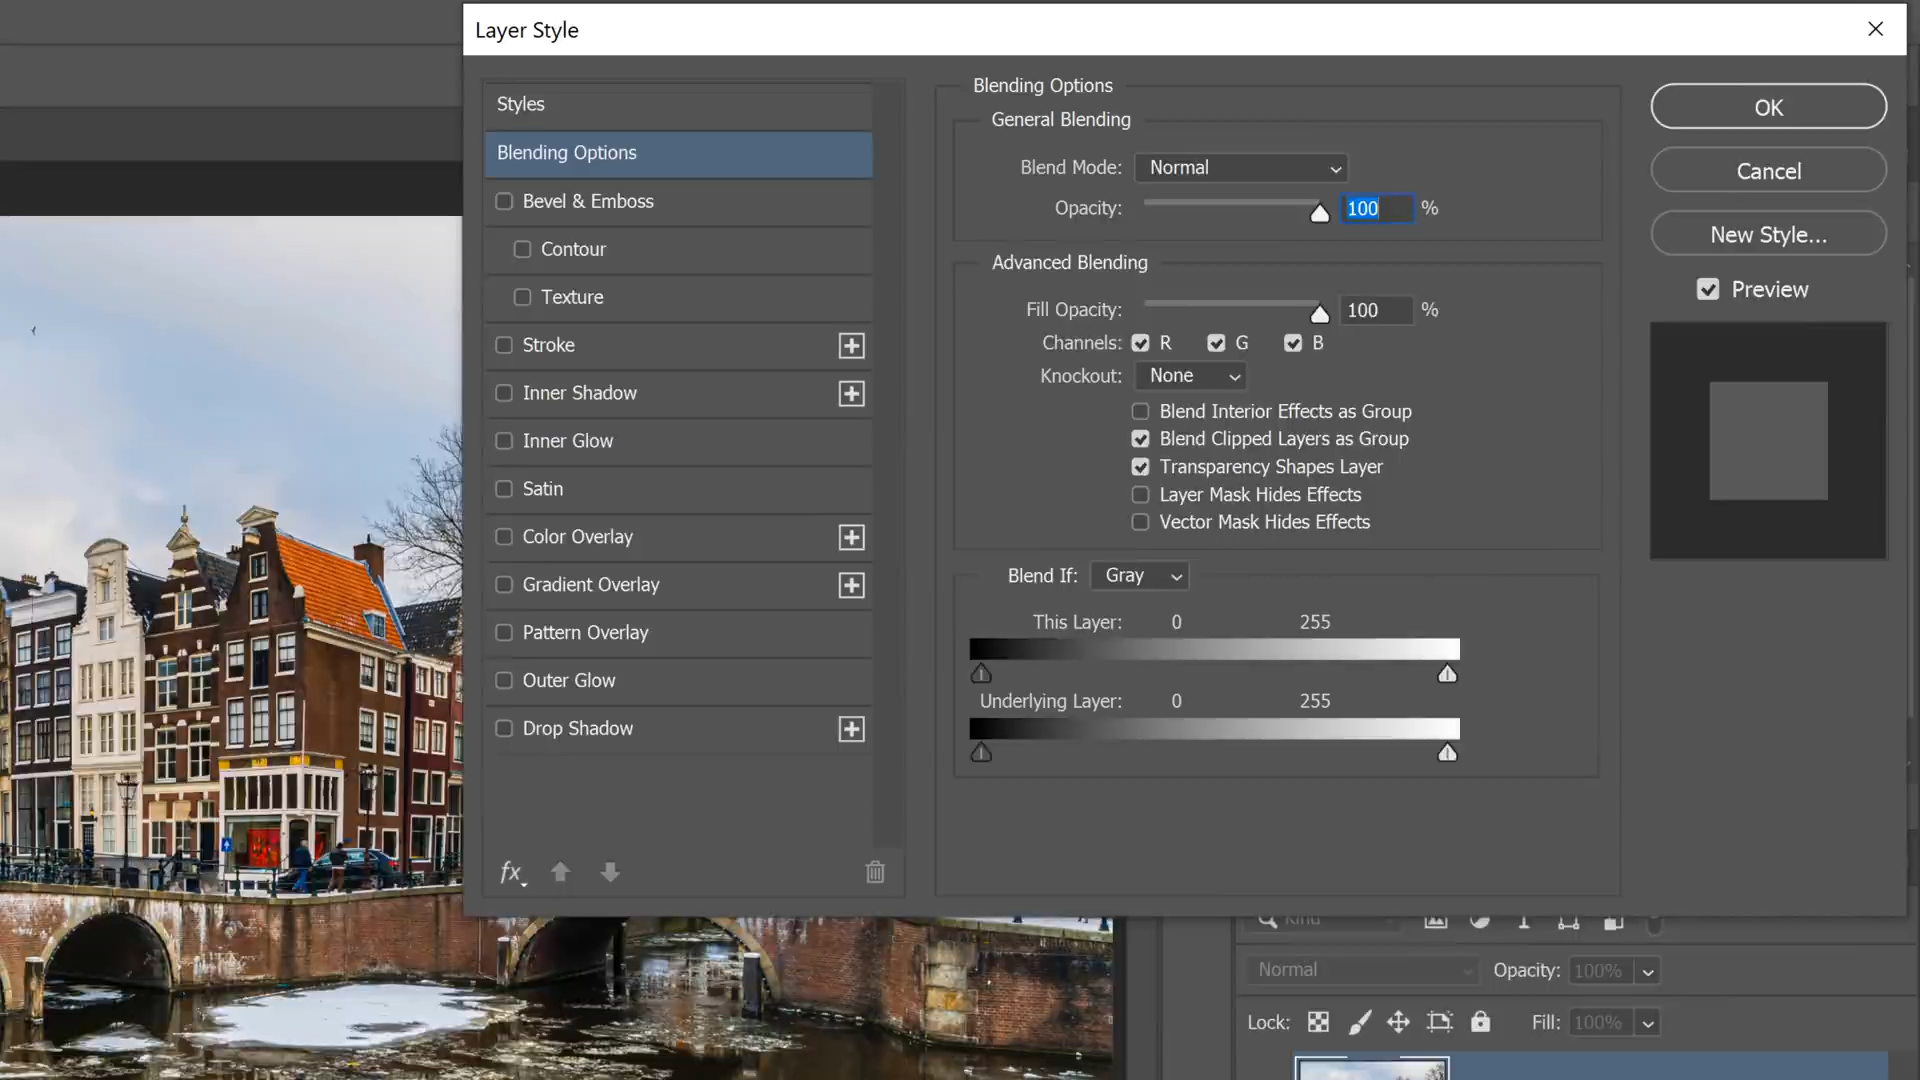 Layer Style
Styles
Blending Options
Bevel & Emboss
Contour
Texture
Stroke
Inner Shadow
Inner Glow
Satin
Color Overlay
Gradient Overlay
Pattern Overlay
Outer Glow
Drop Shadow
fx
Blending Options
General Blending
Blend Mode: Normal
Opacity: 100 %
Advanced Blending
Fill Opacity: 100 %
Channels: R G B
Knockout: None
Blend Interior Effects as Group
Blend Clipped Layers as Group
Transparency Shapes Layer
Layer Mask Hides Effects
Vector Mask Hides Effects
Blend If: Gray
This Layer: 0 255
Underlying Layer: 0 255
OK
Cancel
New Style...
Preview
Kind
Normal Opacity: 100%
Lock: Fill: 100%